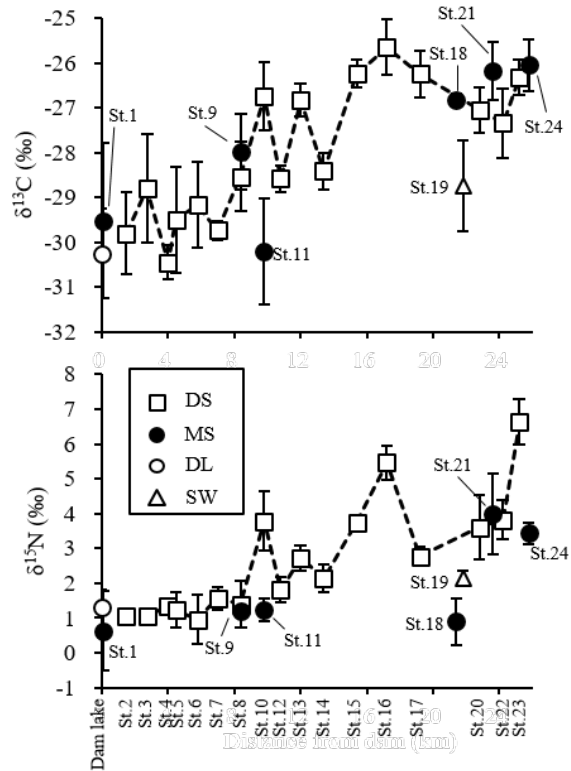 -25
-26
-27
-28
-29
-30
-31
-32
δ¹³C (‰)
St.1
St.9
St.11
St.18
St.21
St.19
St.24
0 4 8 12 16 20 24
8
7
6
5
4
3
2
1
0
-1
δ¹⁵N (‰)
DS
MS
DL
SW
St.1
St.9
St.11
St.21
St.19
St.18
St.24
Dam lake
St.2
St.3
St.4
St.5
St.6
St.7
St.8
St.10
St.12
St.13
St.14
St.15
St.16
St.17
St.20
St.22
St.23
8 12 16 20 24
Distance from dam (km)